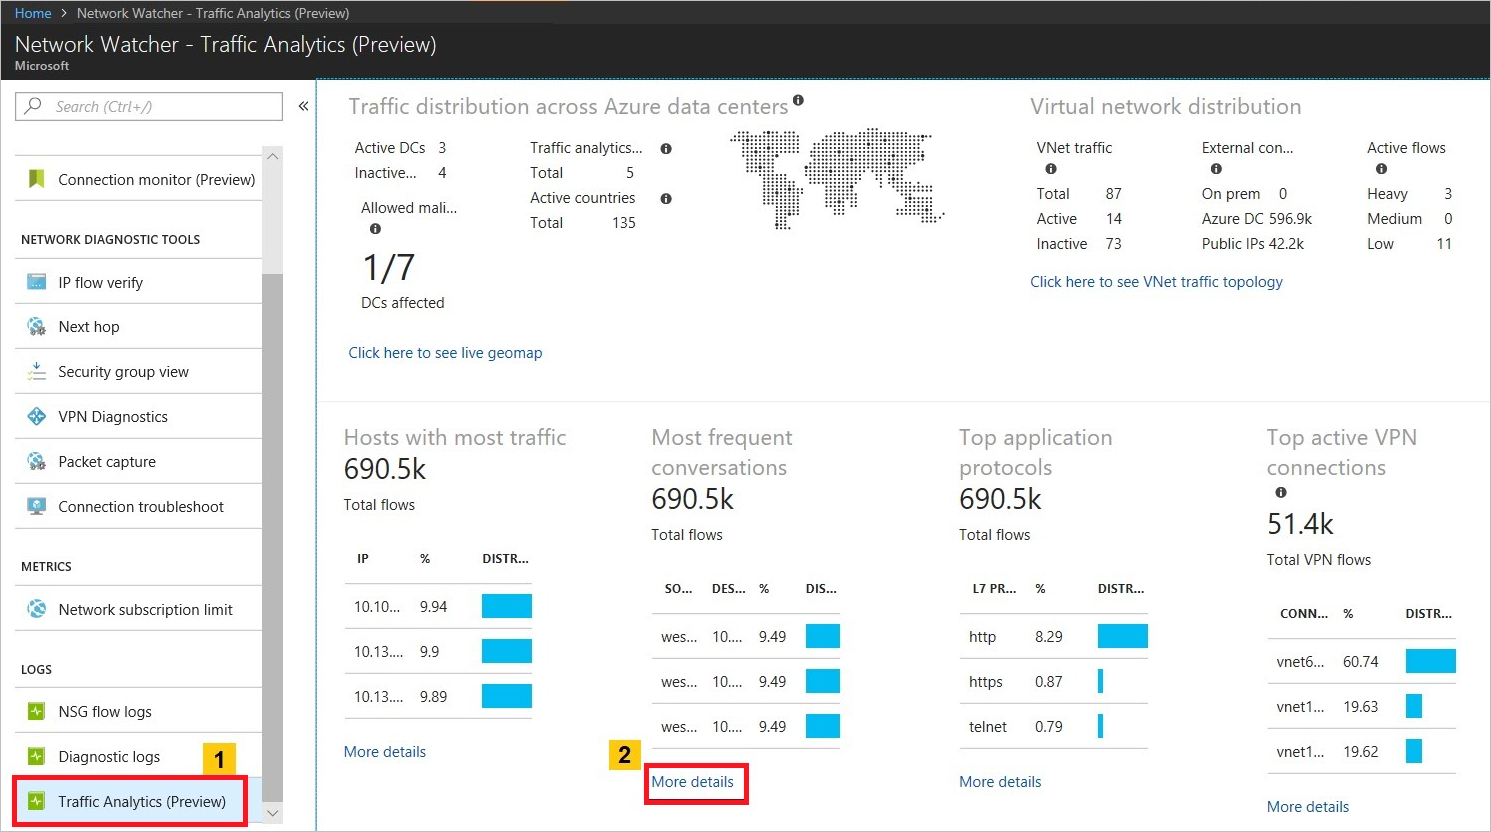 Home > Network Watcher - Traffic Analytics (Preview)
Network Watcher - Traffic Analytics (Preview)
Microsoft
Search (Ctrl+/)
«
Connection monitor (Preview)
NETWORK DIAGNOSTIC TOOLS
IP flow verify
Next hop
Security group view
VPN Diagnostics
Packet capture
Connection troubleshoot
METRICS
Network subscription limit
LOGS
NSG flow logs
Diagnostic logs
1
Traffic Analytics (Preview)
Traffic distribution across Azure data centers
Active DCs 3
Inactive... 4
Allowed mali...
1/7
DCs affected
Traffic analytics...
Total 5
Active countries
Total 135
Click here to see live geomap
Virtual network distribution
VNet traffic
Total 87
Active 14
Inactive 73
External con...
On prem 0
Azure DC 596.9k
Public IPs 42.2k
Active flows
Heavy 3
Medium 0
Low 11
Click here to see VNet traffic topology
Hosts with most traffic
690.5k
Total flows
IP % DISTR...
10.10... 9.94
10.13.... 9.9
10.13.... 9.89
More details
Most frequent
conversations
690.5k
Total flows
SO... DES... % DIS...
wes... 10.... 9.49
wes... 10.... 9.49
wes... 10.... 9.49
2
More details
Top application
protocols
690.5k
Total flows
L7 PR... % DISTR...
http 8.29
https 0.87
telnet 0.79
More details
Top active VPN
connections
51.4k
Total VPN flows
CONN... % DISTR...
vnet6... 60.74
vnet1... 19.63
vnet1... 19.62
More details